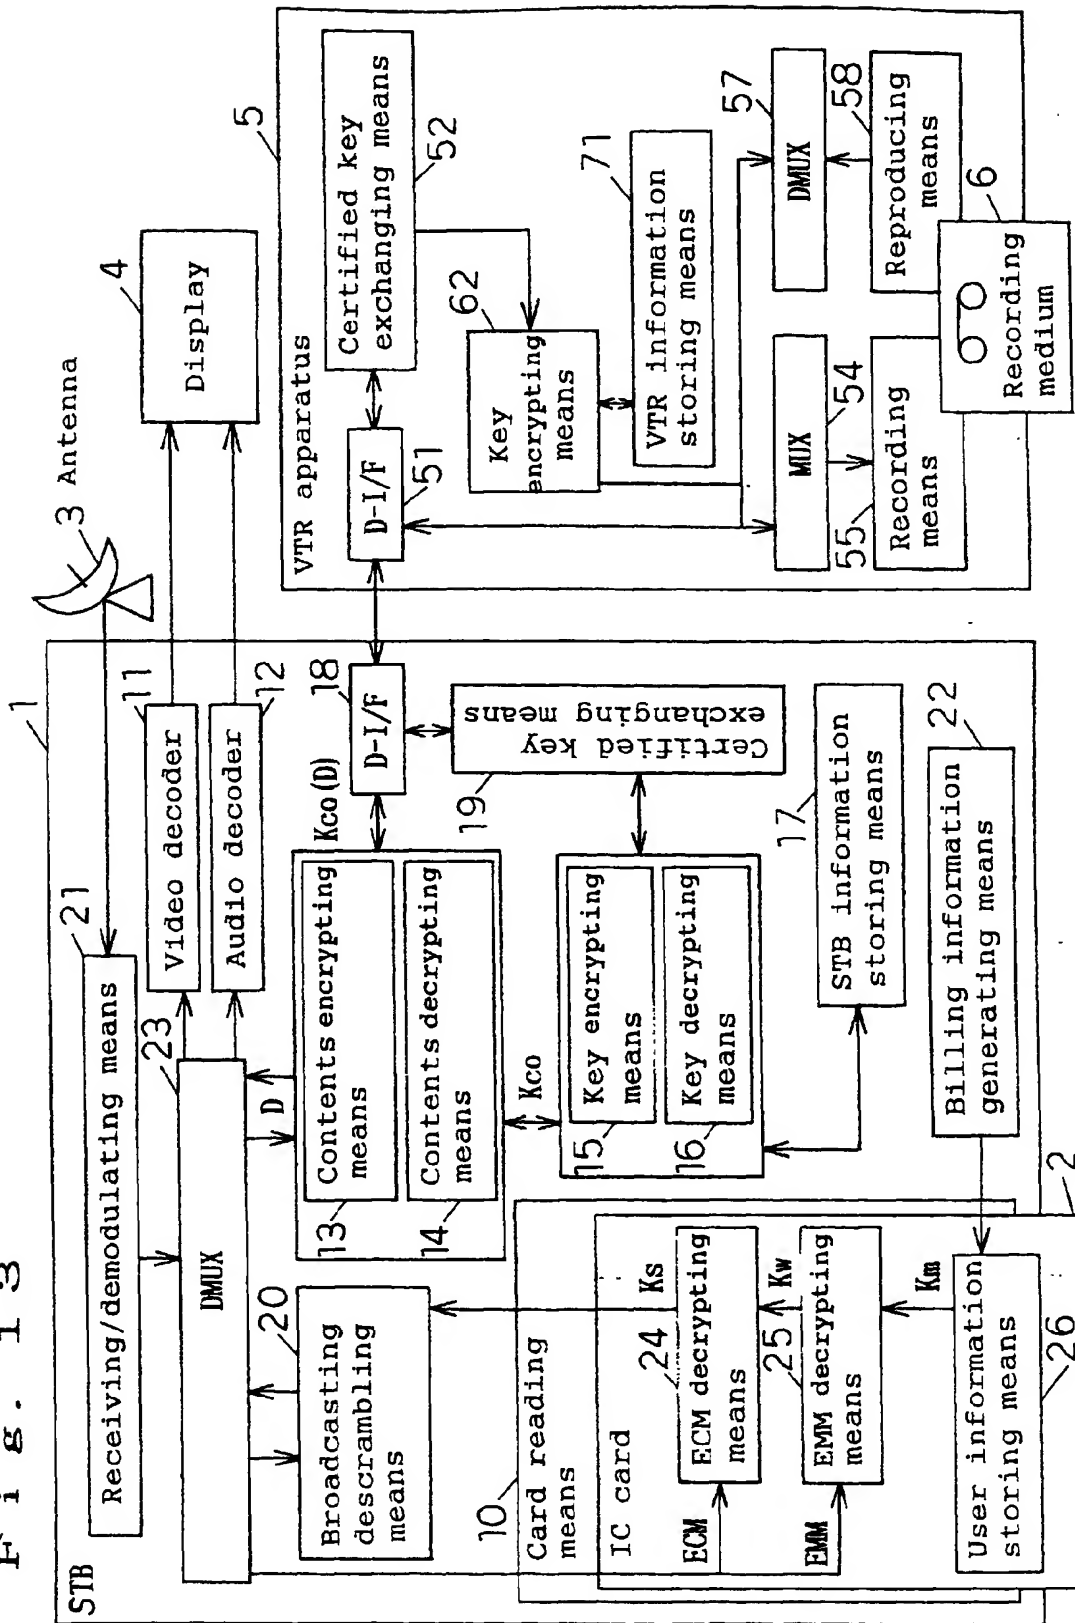 Fig. 13
STB
1
Receiving/demodulating means
21
3 Antenna
DMUX
23
Video decoder
11
Audio decoder
12
4
Display
Broadcasting
descrambling
means
20
D
Contents encrypting
means
13
Contents decrypting
means
14
Kco(D)
D-I/F
18
Certified key
exchanging means
19
Kco
Key encrypting
means
15
Key decrypting
means
16
STB information
storing means
17
Billing information
generating means
22
10
Card reading
means
IC card
2
ECM
EMM
ECM decrypting
means
24
Ks
Kw
EMM decrypting
means
25
Km
User information
storing means
26
VTR apparatus
5
D-I/F
51
Certified key
exchanging means
52
Key
encrypting
means
62
VTR information
storing means
71
MUX
54
Recording
means
55
DMUX
57
Reproducing
means
58
Recording
medium
6